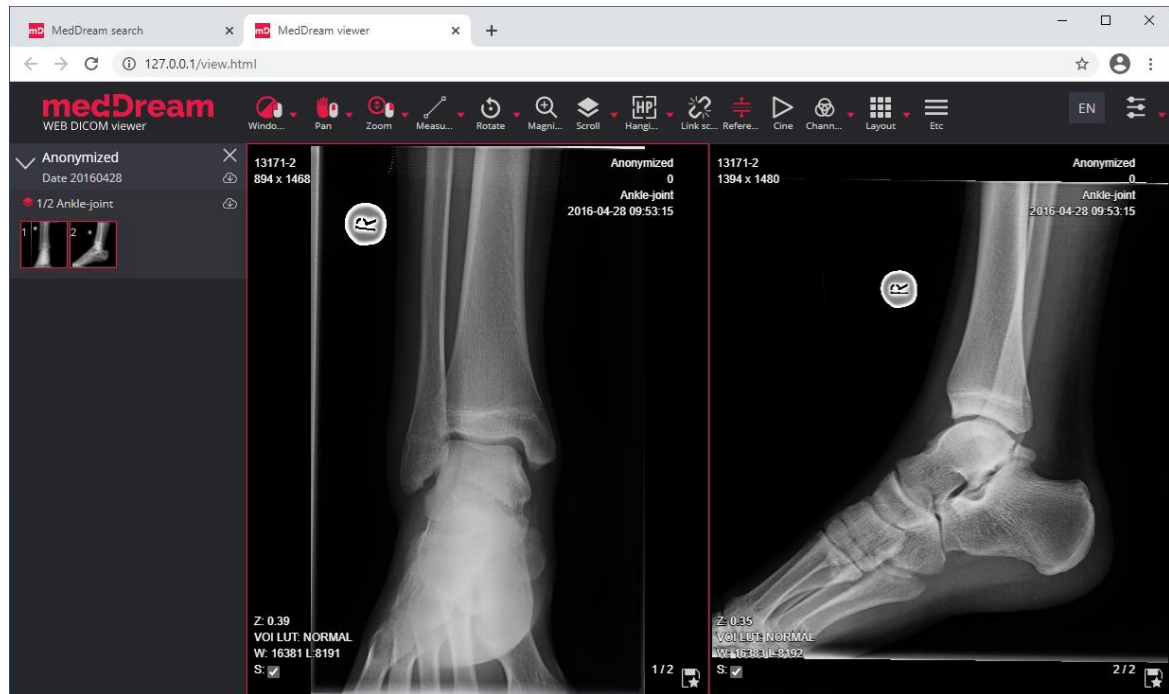 MedDream search
MedDream viewer
127.0.0.1/view.html
medDream
WEB DICOM viewer
Windo...
Pan
Zoom
Measu...
Rotate
Magni...
Scroll
HP
Hangi...
Link sc...
Refere...
Cine
Chann...
Layout
Etc
EN
Anonymized
Date 20160428
1/2 Ankle-joint
1
2
13171-2
894 x 1468
Anonymized
0
Ankle-joint
2016-04-28 09:53:15
R
Z: 0.39
VOI LUT: NORMAL
W: 16381 L:8191
S:
1/2
13171-2
1394 x 1480
Anonymized
0
Ankle-joint
2016-04-28 09:53:15
R
Z: 0.35
VOI LUT: NORMAL
W: 16383 L:8192
S:
2/2